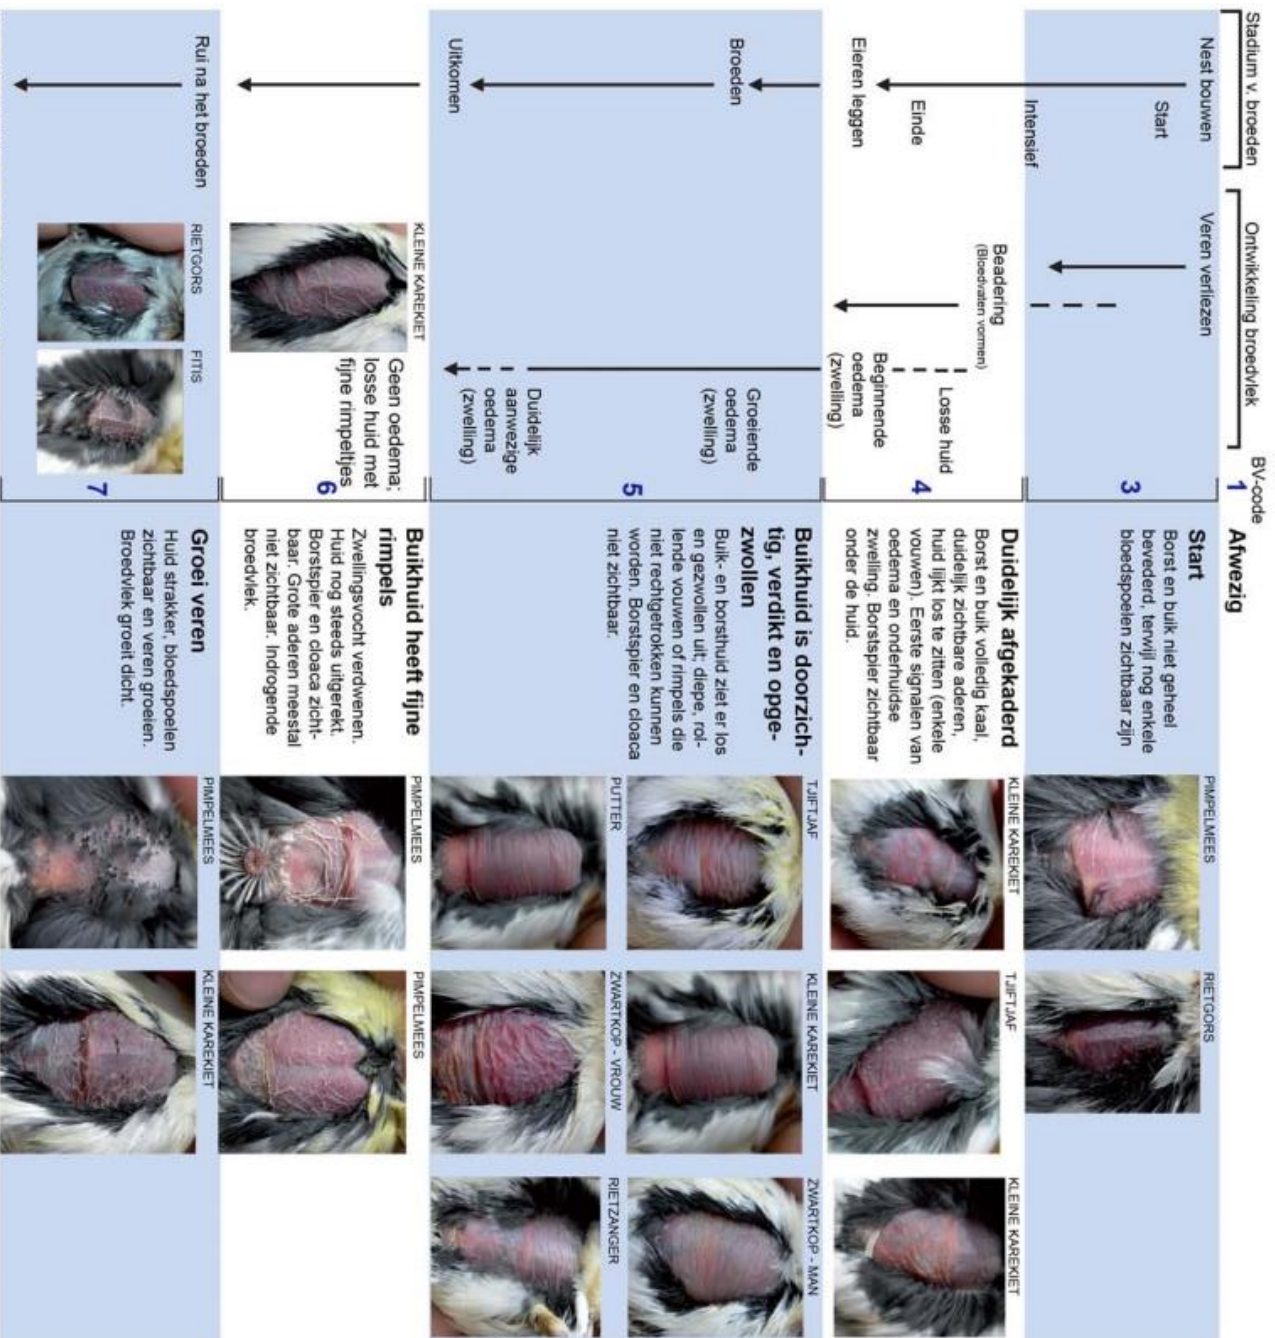 Stadium v. broeden
Ontwikkeling broedvlek
BV-code
Nest bouwen
Start
Intensief
Einde
Eieren leggen
Broeden
Uitkomen
Rui na het broeden
Veren verliezen
Beadering
(Bloedvaten vormen)
Losse huid
Beginnende
oedema
(zwelling)
Groeiende
oedema
(zwelling)
Duidelijk
aanwezige
oedema
(zwelling)
KLEINE KAREKIET
Geen oedema;
losse huid met
fijne rimpeltjes
RIETGORS
FITIS
1
Afwezig
3
Start
Borst en buik niet geheel
bevederd, terwijl nog enkele
bloedspoelen zichtbaar zijn
PIMPELMEES
RIETGORS
4
Duidelijk afgekaderd
Borst en buik volledig kaal,
duidelijk zichtbare aderen,
huid lijkt los te zitten (enkele
vouwen). Eerste signalen van
oedema en onderhuidse
zwelling. Borstspier zichtbaar
onder de huid.
KLEINE KAREKIET
TJIFTJAF
KLEINE KAREKIET
5
Buikhuid is doorzich-
tig, verdikt en opge-
zwollen
Buik- en borsthuid ziet er los
en gezwollen uit; diepe, rol-
lende vouwen of rimpels die
niet rechtgetrokken kunnen
worden. Borstspier en cloaca
niet zichtbaar.
TJIFTJAF
KLEINE KAREKIET
ZWARTKOP - MAN
PUTTER
ZWARTKOP - VROUW
RIETZANGER
6
Buikhuid heeft fijne
rimpels
Zwellingsvocht verdwenen.
Huid nog steeds uitgerekt.
Borstspier en cloaca zicht-
baar. Grote aderen meestal
niet zichtbaar. Indrogende
broedvlek.
PIMPELMEES
PIMPELMEES
7
Groei veren
Huid strakker, bloedspoelen
zichtbaar en veren groeien.
Broedvlek groeit dicht.
PIMPELMEES
KLEINE KAREKIET